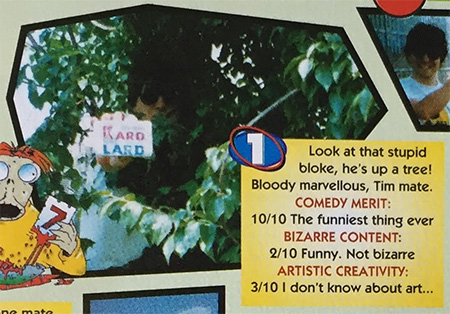 KARD
LARD
1
Look at that stupid
bloke, he's up a tree!
Bloody marvellous, Tim mate.
COMEDY MERIT:
10/10 The funniest thing ever
BIZARRE CONTENT:
2/10 Funny. Not bizarre
ARTISTIC CREATIVITY:
3/10 I don't know about art...
7
mate